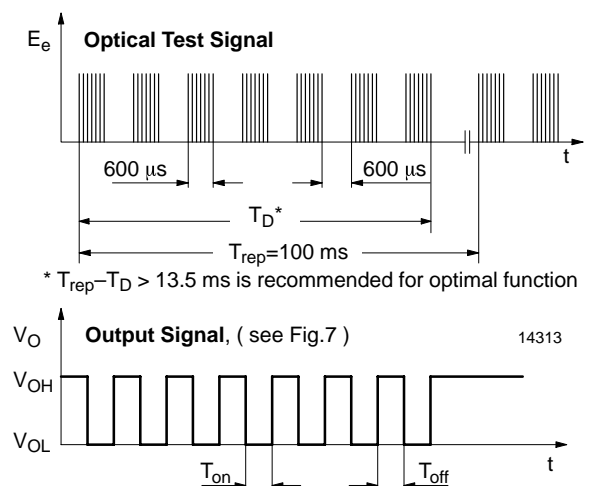 E_e Optical Test Signal
t
600 µs 600 µs
T_D*
T_rep=100 ms
* T_rep–T_D > 13.5 ms is recommended for optimal function
V_O Output Signal, ( see Fig.7 ) 14313
V_OH
V_OL
T_on T_off t